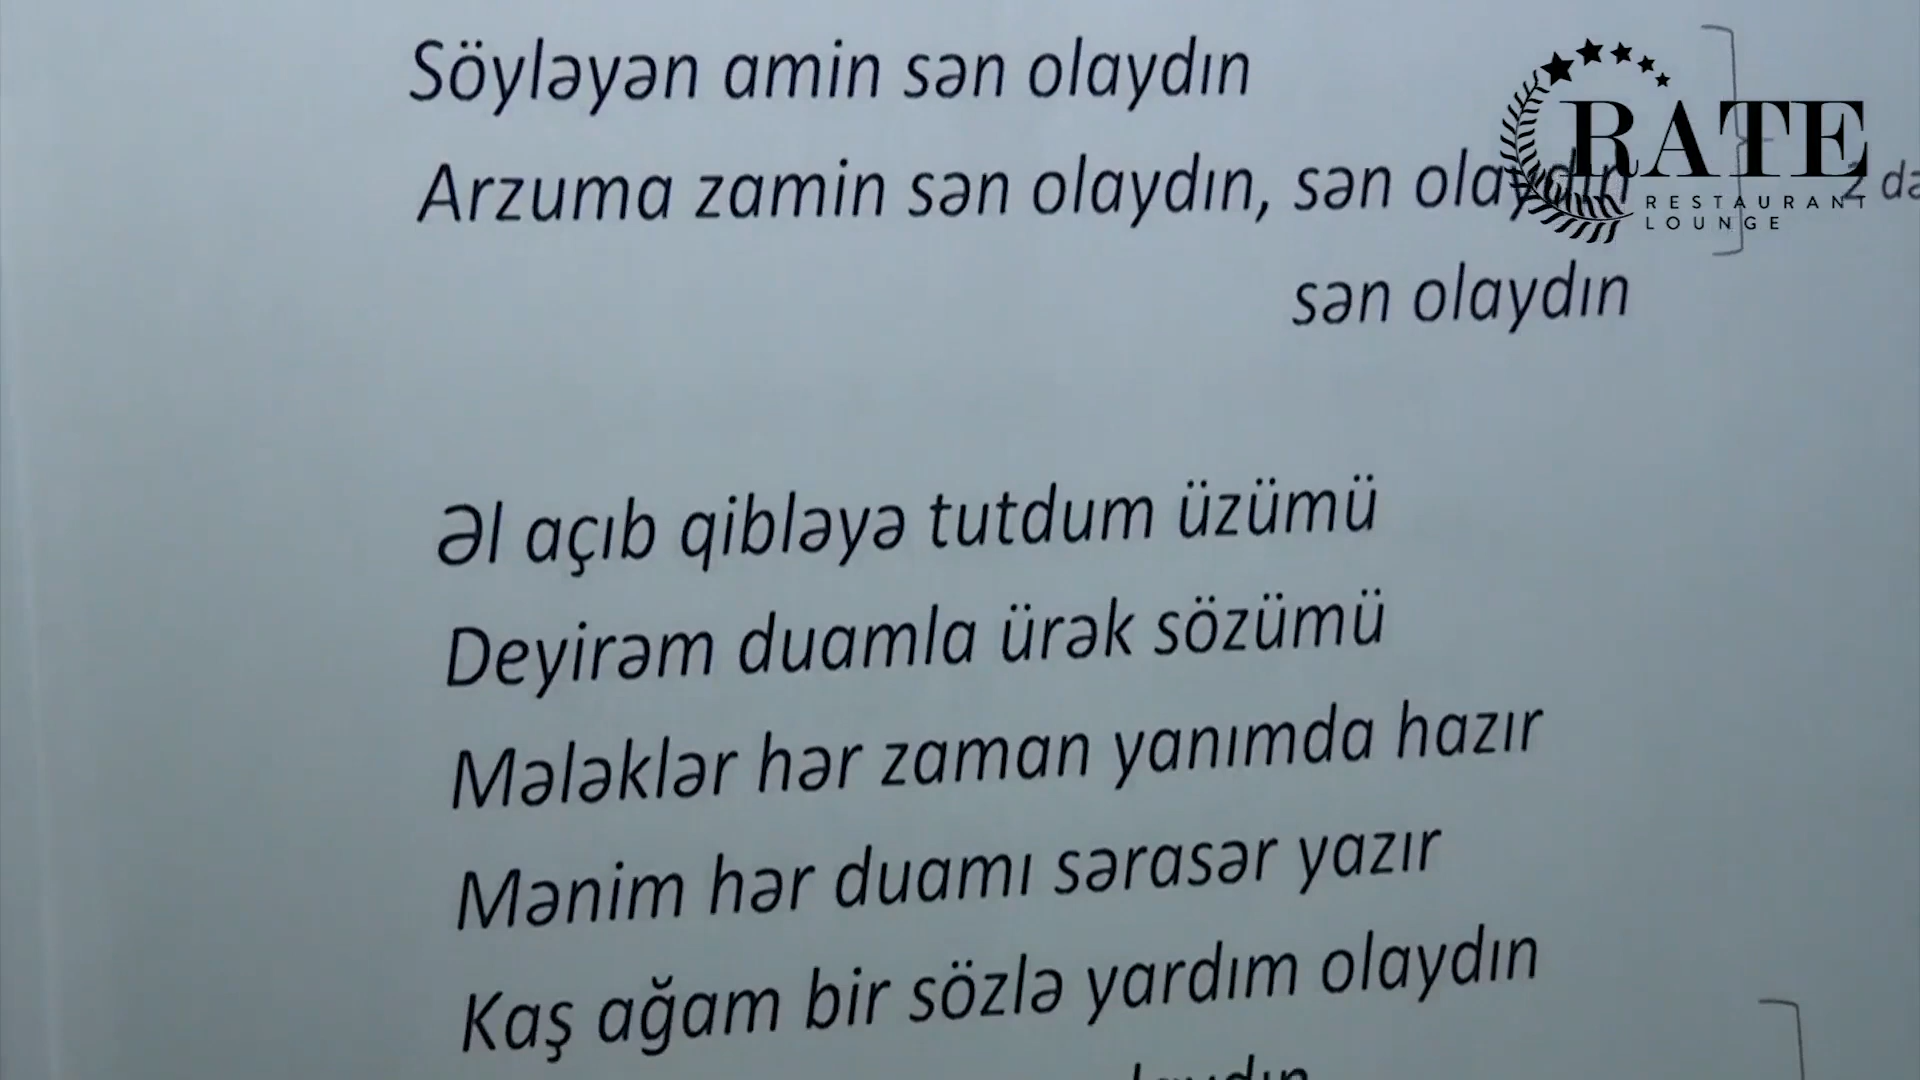 Söyləyən amin sən olaydın
Arzuma zamin sən olaydın, sən olaydın
2 də
sən olaydın
RATE
RESTAURANT
LOUNGE
Əl açıb qibləyə tutdum üzümü
Deyirəm duamla ürək sözümü
Mələklər hər zaman yanımda hazır
Mənim hər duamı sərasər yazır
Kaş ağam bir sözlə yardım olaydın